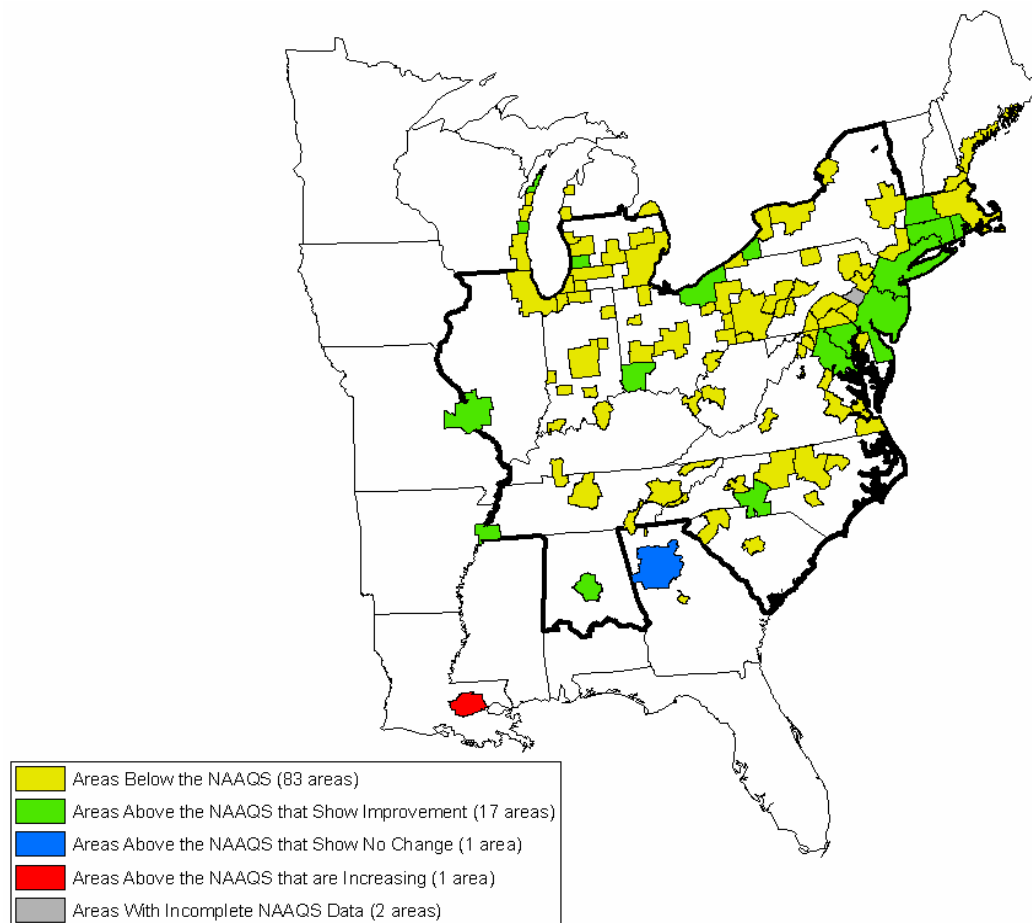 Areas Below the NAAQS (83 areas)
Areas Above the NAAQS that Show Improvement (17 areas)
Areas Above the NAAQS that Show No Change (1 area)
Areas Above the NAAQS that are Increasing (1 area)
Areas With Incomplete NAAQS Data (2 areas)